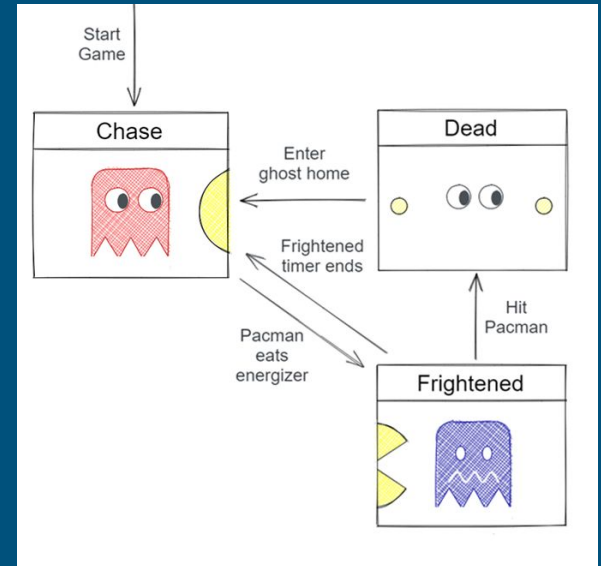 Start
Game
Chase
Dead
Enter
ghost home
Frightened
timer ends
Hit
Pacman
Pacman
eats
energizer
Frightened